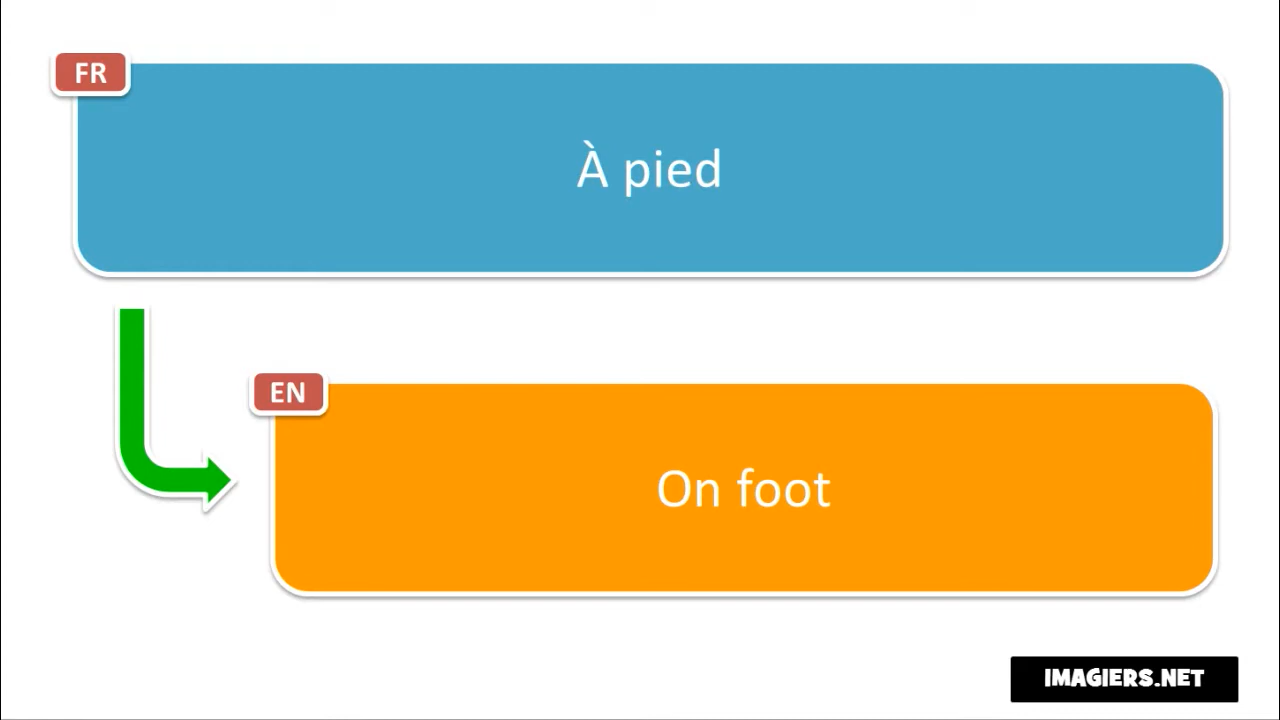 FR
À pied
EN
On foot
IMAGIERS.NET